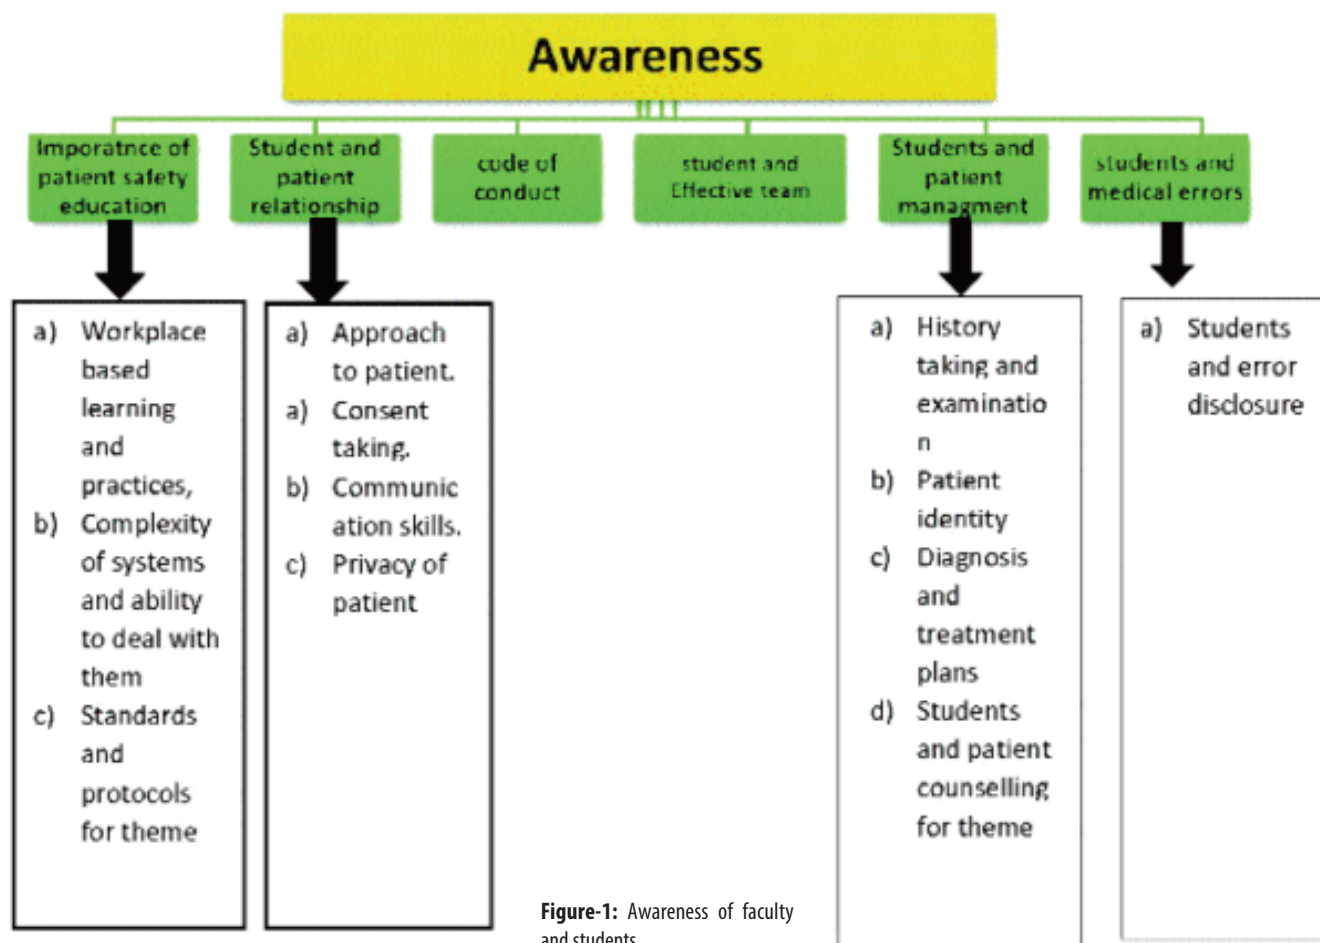 Awareness
Imporatnce of
patient safety
education
Student and
patient
relationship
code of
conduct
student and
Effective team
Students and
patient
managment
students and
medical errors
a) Workplace
based
learning
and
practices,
b) Complexity
of systems
and ability
to deal with
them
c) Standards
and
protocols
for theme
a) Approach
to patient.
a) Consent
taking.
b) Communic
ation skills.
c) Privacy of
patient
a) History
taking and
examinatio
n
b) Patient
identity
c) Diagnosis
and
treatment
plans
d) Students
and patient
counselling
for theme
a) Students
and error
disclosure
Figure-1: Awareness of faculty
and students